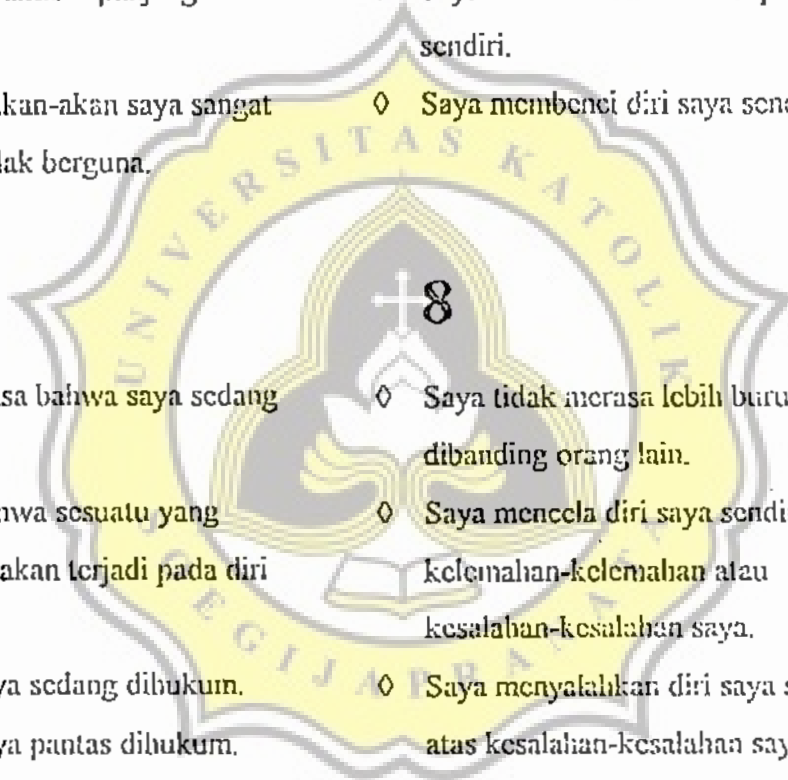 sendiri.
kan-akan saya sangat
lak berguna.
◊ Saya membenci diri saya send
UNIVERSITAS KATOLIK
SOEGIJAPRANATA
8
sa bahwa saya sedang
hwa sesuatu yang
akan terjadi pada diri
ya sedang dihukum.
ya pantas dihukum.
◊ Saya tidak merasa lebih buru
dibanding orang lain.
◊ Saya mencela diri saya sendi
kelemahan-kelemahan atau
kesalahan-kesalahan saya.
◊ Saya menyalahkan diri saya s
atas kesalahan-kesalahan say